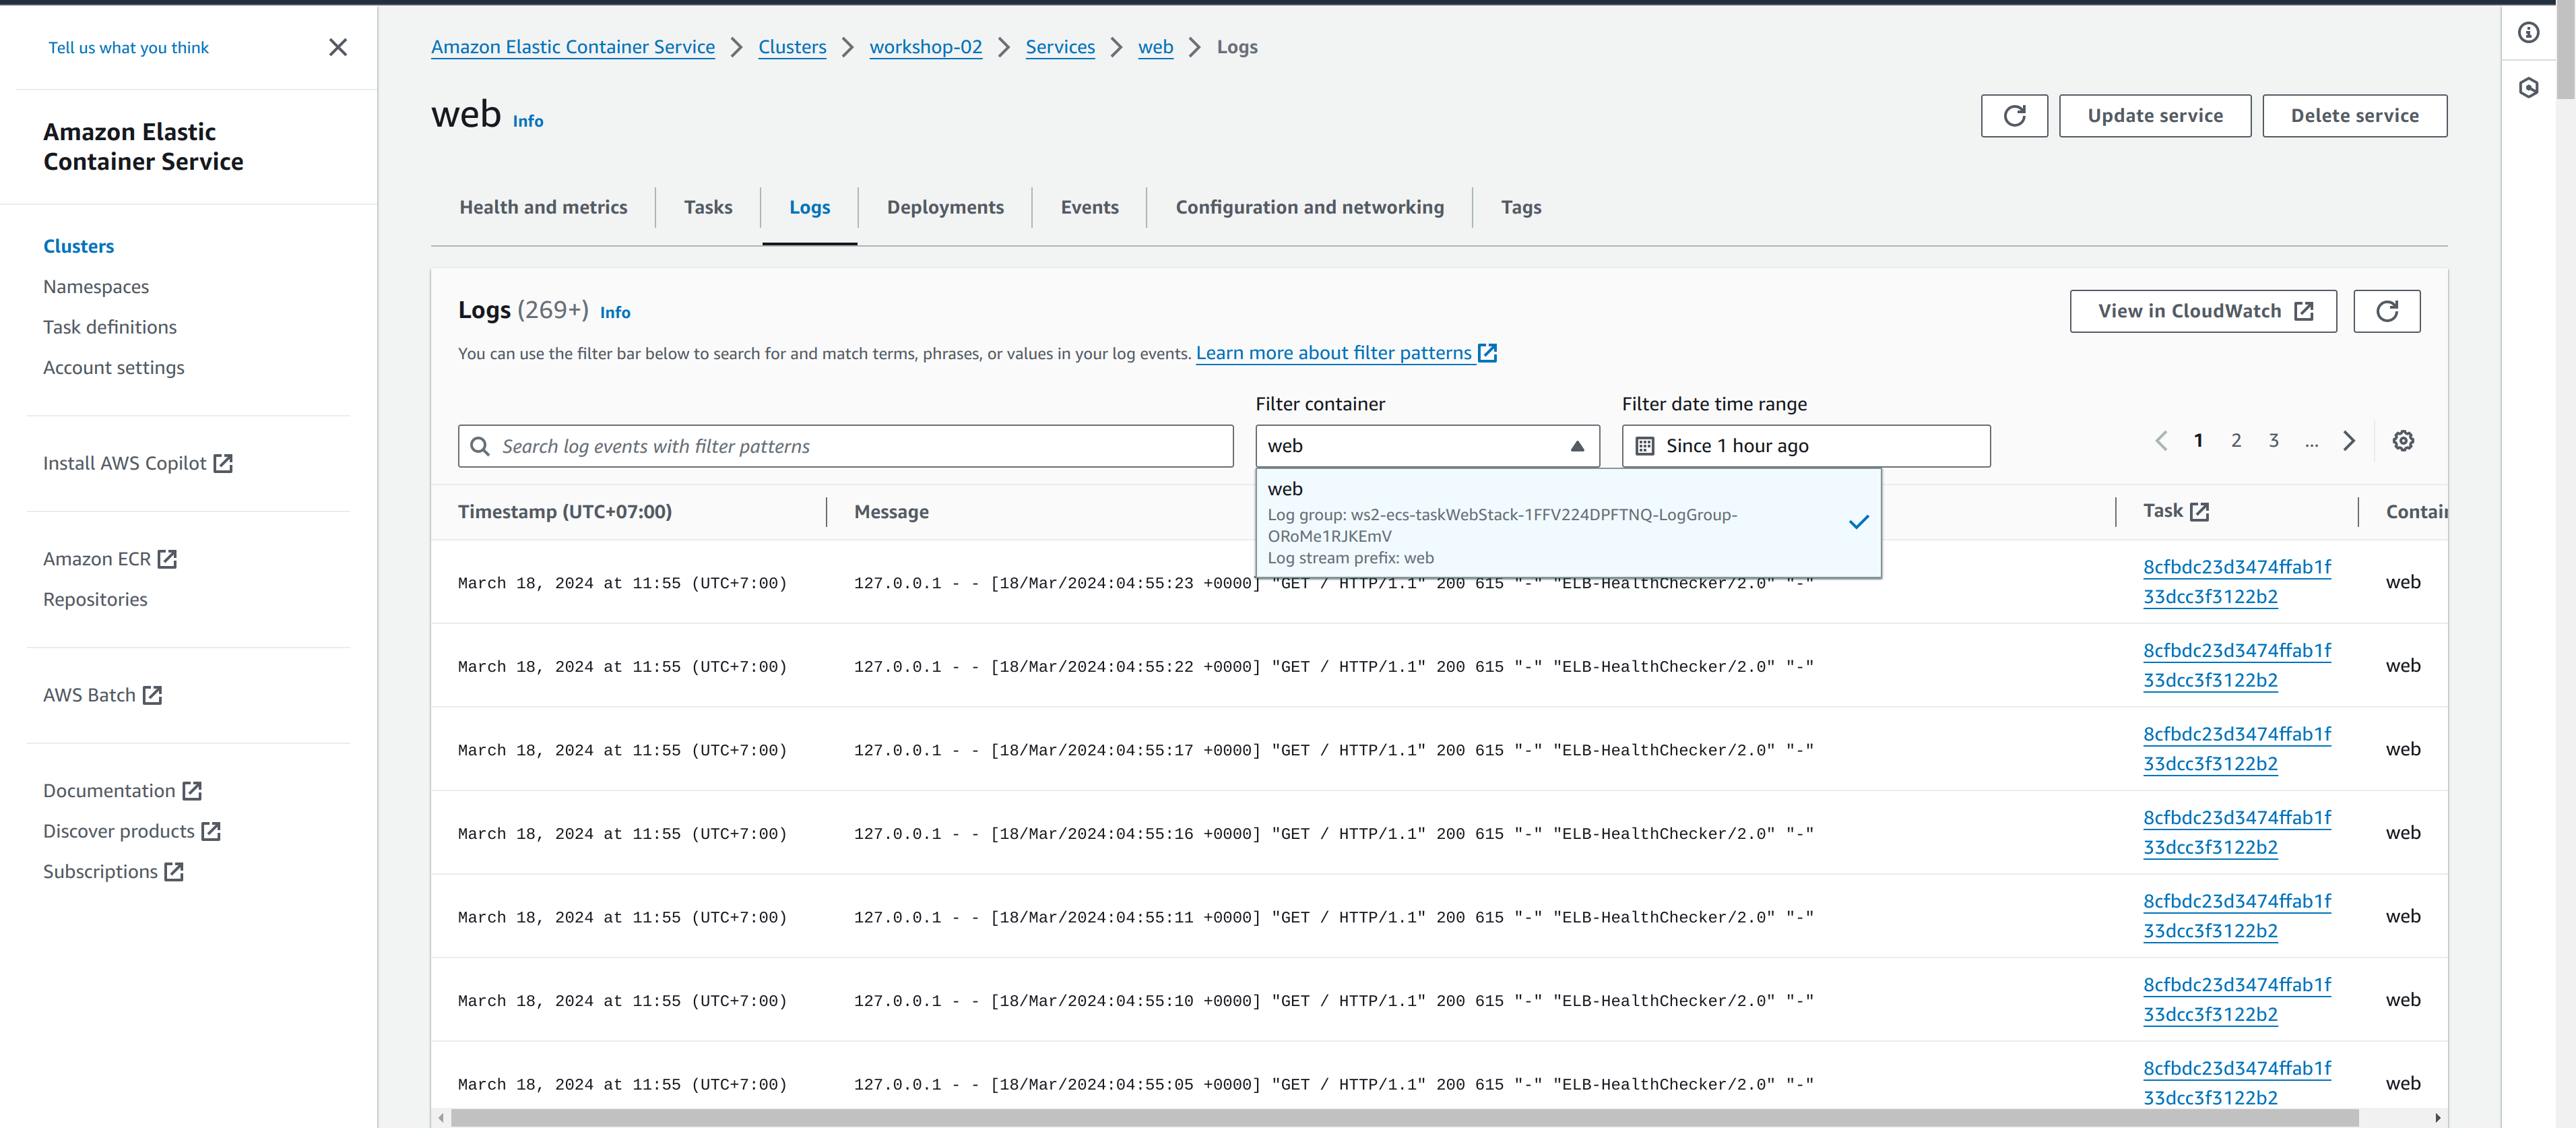 Tell us what you think
Amazon Elastic Container Service
Clusters
Namespaces
Task definitions
Account settings
Install AWS Copilot
Amazon ECR
Repositories
AWS Batch
Documentation
Discover products
Subscriptions
Amazon Elastic Container Service > Clusters > workshop-02 > Services > web > Logs
web Info
Update service
Delete service
Health and metrics
Tasks
Logs
Deployments
Events
Configuration and networking
Tags
Logs (269+) Info
View in CloudWatch
You can use the filter bar below to search for and match terms, phrases, or values in your log events. Learn more about filter patterns
Filter container
Filter date time range
Search log events with filter patterns
web
Since 1 hour ago
1 2 3 ...
web
Log group: ws2-ecs-taskWebStack-1FFV224DPFTNQ-LogGroup-
ORoMe1RJKEmV
Log stream prefix: web
Timestamp (UTC+07:00) Message Task Contai
March 18, 2024 at 11:55 (UTC+7:00) 127.0.0.1 - - [18/Mar/2024:04:55:23 +0000] "GET / HTTP/1.1" 200 615 "-" "ELB-HealthChecker/2.0" "-" 8cfbdc23d3474ffab1f
33dcc3f3122b2 web
March 18, 2024 at 11:55 (UTC+7:00) 127.0.0.1 - - [18/Mar/2024:04:55:22 +0000] "GET / HTTP/1.1" 200 615 "-" "ELB-HealthChecker/2.0" "-" 8cfbdc23d3474ffab1f
33dcc3f3122b2 web
March 18, 2024 at 11:55 (UTC+7:00) 127.0.0.1 - - [18/Mar/2024:04:55:17 +0000] "GET / HTTP/1.1" 200 615 "-" "ELB-HealthChecker/2.0" "-" 8cfbdc23d3474ffab1f
33dcc3f3122b2 web
March 18, 2024 at 11:55 (UTC+7:00) 127.0.0.1 - - [18/Mar/2024:04:55:16 +0000] "GET / HTTP/1.1" 200 615 "-" "ELB-HealthChecker/2.0" "-" 8cfbdc23d3474ffab1f
33dcc3f3122b2 web
March 18, 2024 at 11:55 (UTC+7:00) 127.0.0.1 - - [18/Mar/2024:04:55:11 +0000] "GET / HTTP/1.1" 200 615 "-" "ELB-HealthChecker/2.0" "-" 8cfbdc23d3474ffab1f
33dcc3f3122b2 web
March 18, 2024 at 11:55 (UTC+7:00) 127.0.0.1 - - [18/Mar/2024:04:55:10 +0000] "GET / HTTP/1.1" 200 615 "-" "ELB-HealthChecker/2.0" "-" 8cfbdc23d3474ffab1f
33dcc3f3122b2 web
March 18, 2024 at 11:55 (UTC+7:00) 127.0.0.1 - - [18/Mar/2024:04:55:05 +0000] "GET / HTTP/1.1" 200 615 "-" "ELB-HealthChecker/2.0" "-" 8cfbdc23d3474ffab1f
33dcc3f3122b2 web